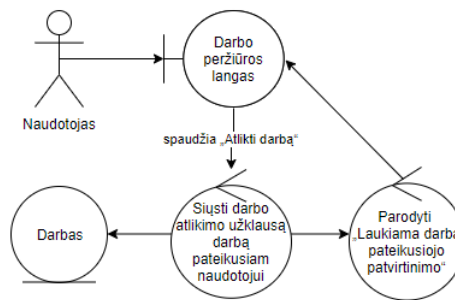 Darbo
peržiūros
langas
Naudotojas
spaudžia „Atlikti darbą“
Darbas
Siųsti darbo
atlikimo užklausą
darbą
pateikusiam
naudotojui
Parodyti
„Laukiama darbą
pateikusiojo
patvirtinimo“